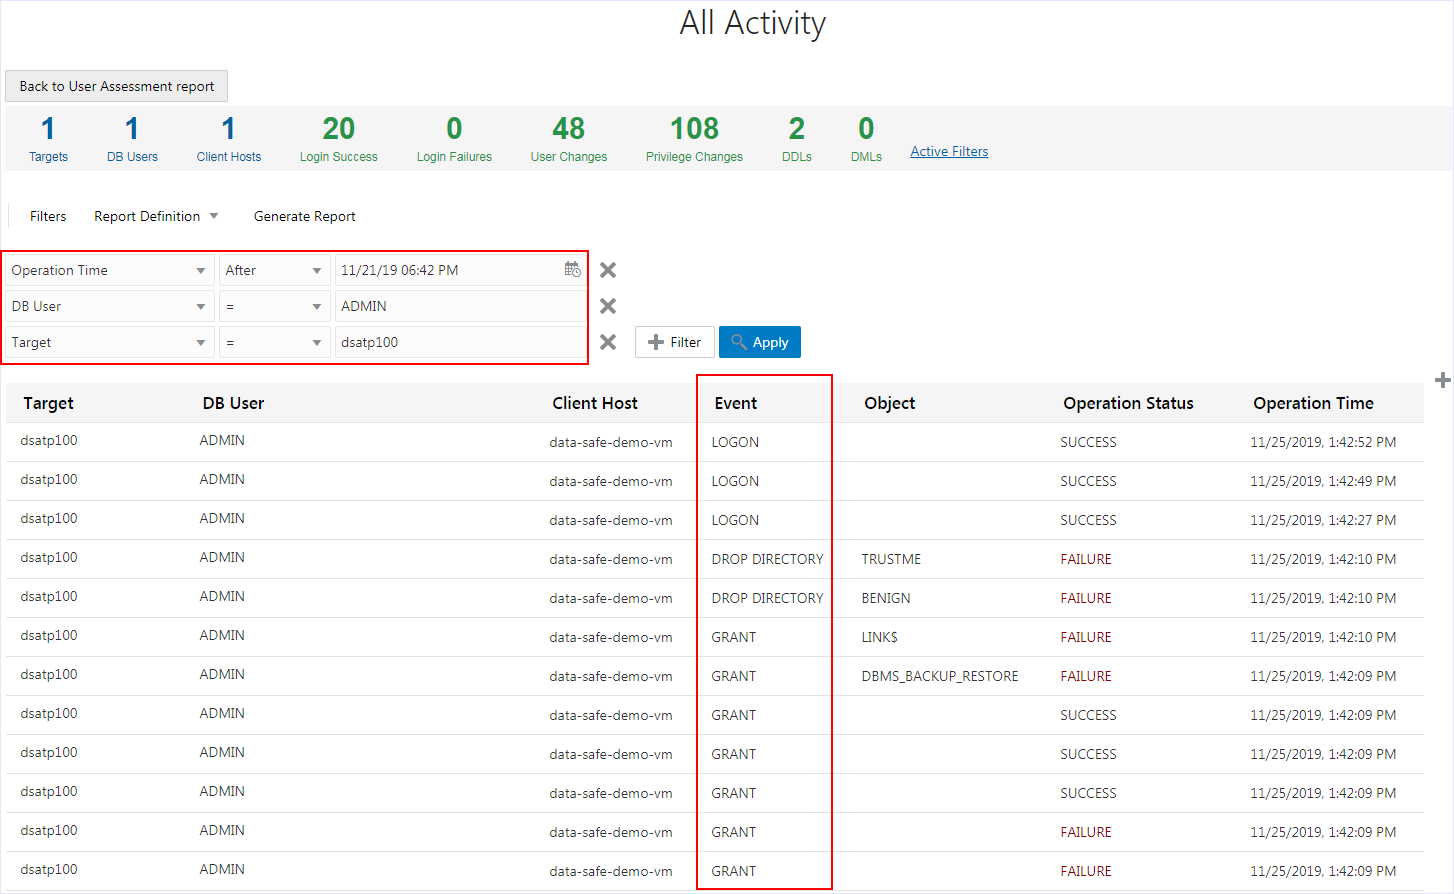 All Activity
Back to User Assessment report
1 1 1 20 0 48 108 2 0
Targets DB Users Client Hosts Login Success Login Failures User Changes Privilege Changes DDLs DMLs Active Filters
Filters Report Definition Generate Report
Operation Time After 11/21/19 06:42 PM
DB User = ADMIN
Target = dsatp100 Filter Apply
Target DB User Client Host Event Object Operation Status Operation Time
dsatp100 ADMIN data-safe-demo-vm LOGON SUCCESS 11/25/2019, 1:42:52 PM
dsatp100 ADMIN data-safe-demo-vm LOGON SUCCESS 11/25/2019, 1:42:49 PM
dsatp100 ADMIN data-safe-demo-vm LOGON SUCCESS 11/25/2019, 1:42:27 PM
dsatp100 ADMIN data-safe-demo-vm DROP DIRECTORY TRUSTME FAILURE 11/25/2019, 1:42:10 PM
dsatp100 ADMIN data-safe-demo-vm DROP DIRECTORY BENIGN FAILURE 11/25/2019, 1:42:10 PM
dsatp100 ADMIN data-safe-demo-vm GRANT LINK$ FAILURE 11/25/2019, 1:42:10 PM
dsatp100 ADMIN data-safe-demo-vm GRANT DBMS_BACKUP_RESTORE FAILURE 11/25/2019, 1:42:09 PM
dsatp100 ADMIN data-safe-demo-vm GRANT SUCCESS 11/25/2019, 1:42:09 PM
dsatp100 ADMIN data-safe-demo-vm GRANT SUCCESS 11/25/2019, 1:42:09 PM
dsatp100 ADMIN data-safe-demo-vm GRANT SUCCESS 11/25/2019, 1:42:09 PM
dsatp100 ADMIN data-safe-demo-vm GRANT FAILURE 11/25/2019, 1:42:09 PM
dsatp100 ADMIN data-safe-demo-vm GRANT FAILURE 11/25/2019, 1:42:09 PM